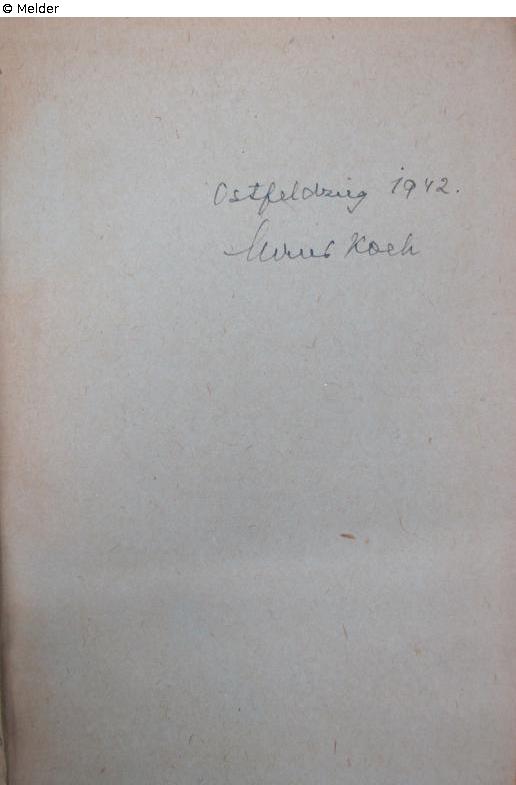 © Melder
Ostfeldzug 1942.
Koch